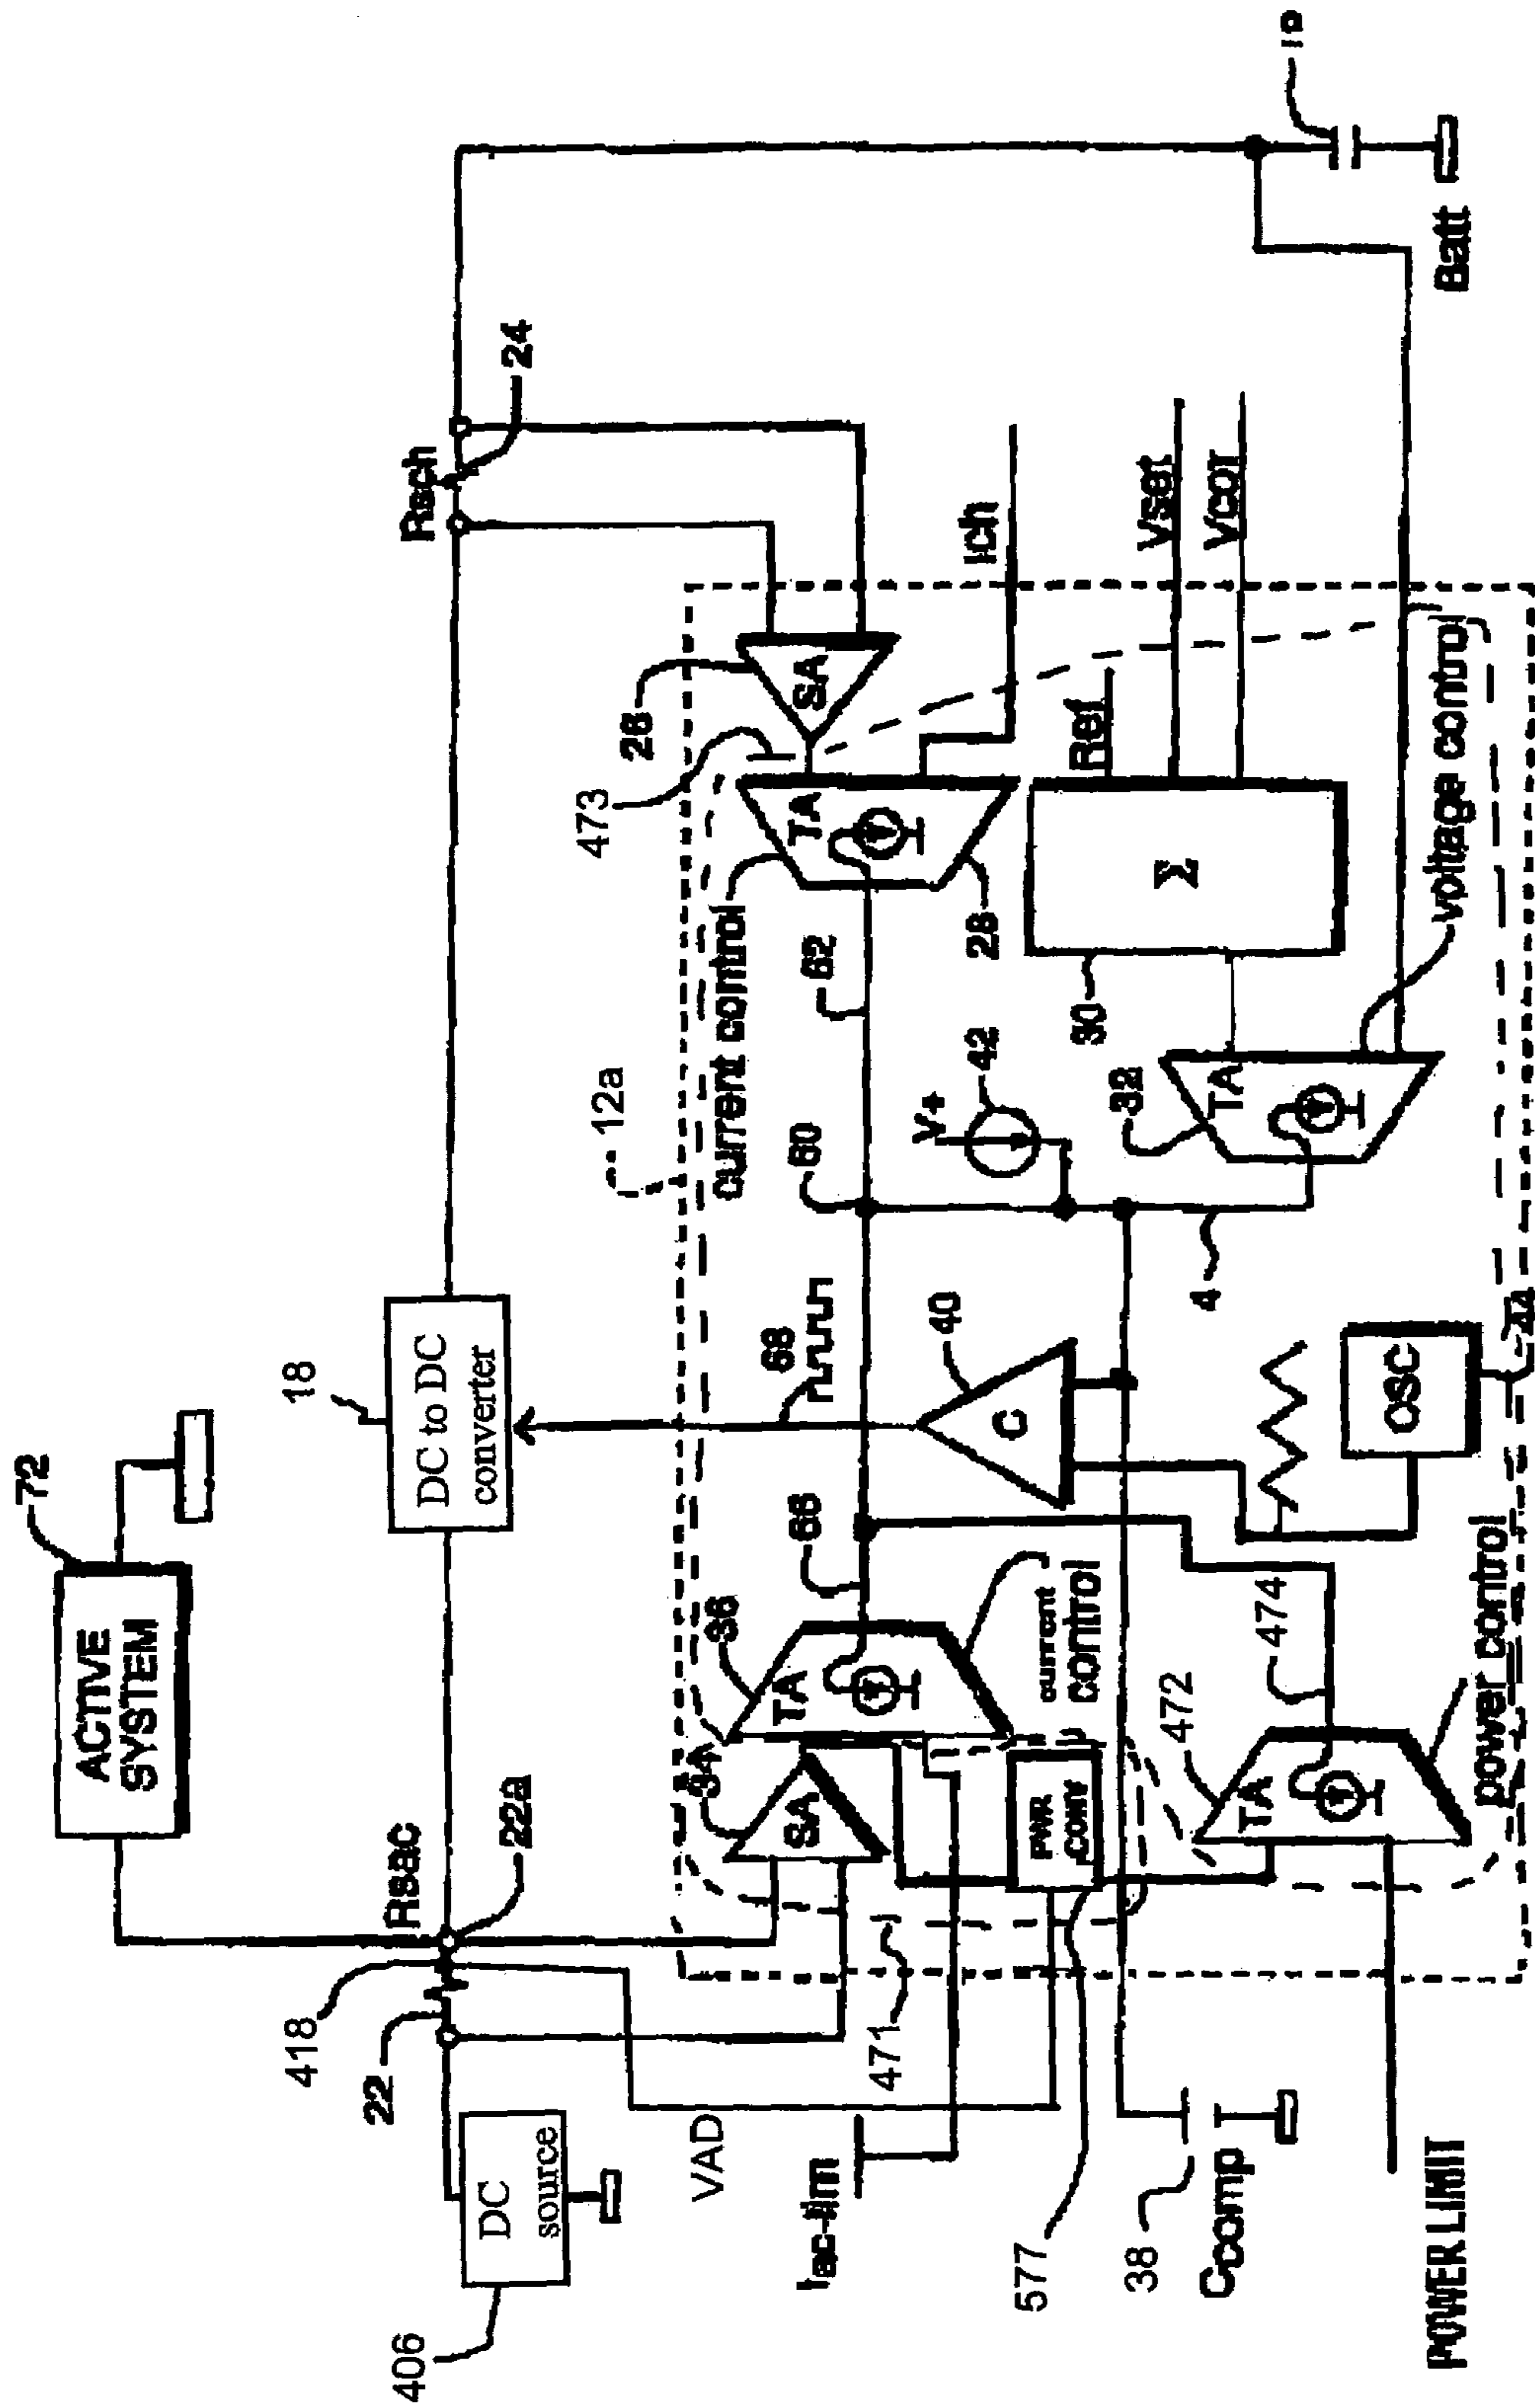 72
ACTIVE
SYSTEM
18
DC to DC
converter
Rsac
22a
418
22
DC
source
406
VAD
Rsch
24
12a
68
current control
473
26
SA
TA
28
62
60
66
36
TA
34
SA
current
control
Iac-lim
471
PWR
CONV
577
38
Ccomp
472
TA
474
power control
POWER LIMIT
40
C
OSC
44
V+
42
4
32
TA
30
Σ
Ref
Ich
Vset
Vcor
voltage control
Batt